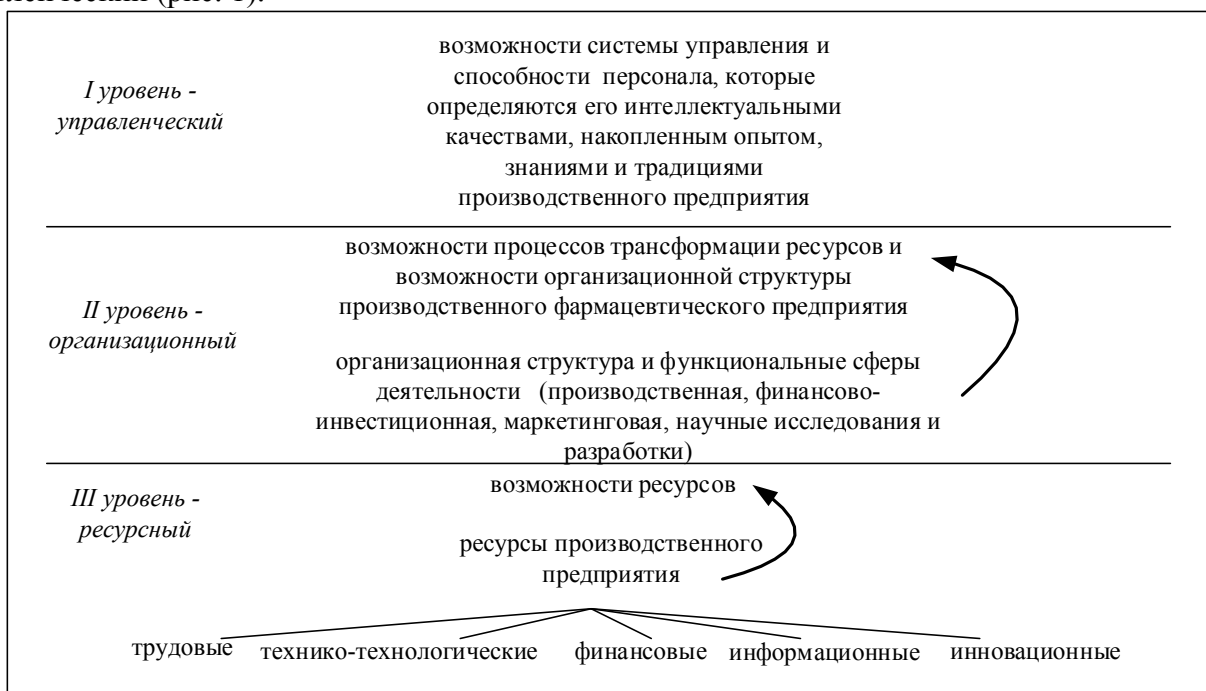 (рис. 1).
I уровень -
управленческий
возможности системы управления и
способности персонала, которые
определяются его интеллектуальными
качествами, накопленным опытом,
знаниями и традициями
производственного предприятия
II уровень -
организационный
возможности процессов трансформации ресурсов и
возможности организационной структуры
производственного фармацевтического предприятия
организационная структура и функциональные сферы
деятельности (производственная, финансово-
инвестиционная, маркетинговая, научные исследования и
разработки)
III уровень -
ресурсный
возможности ресурсов
ресурсы производственного
предприятия
трудовые технико-технологические финансовые информационные инновационные